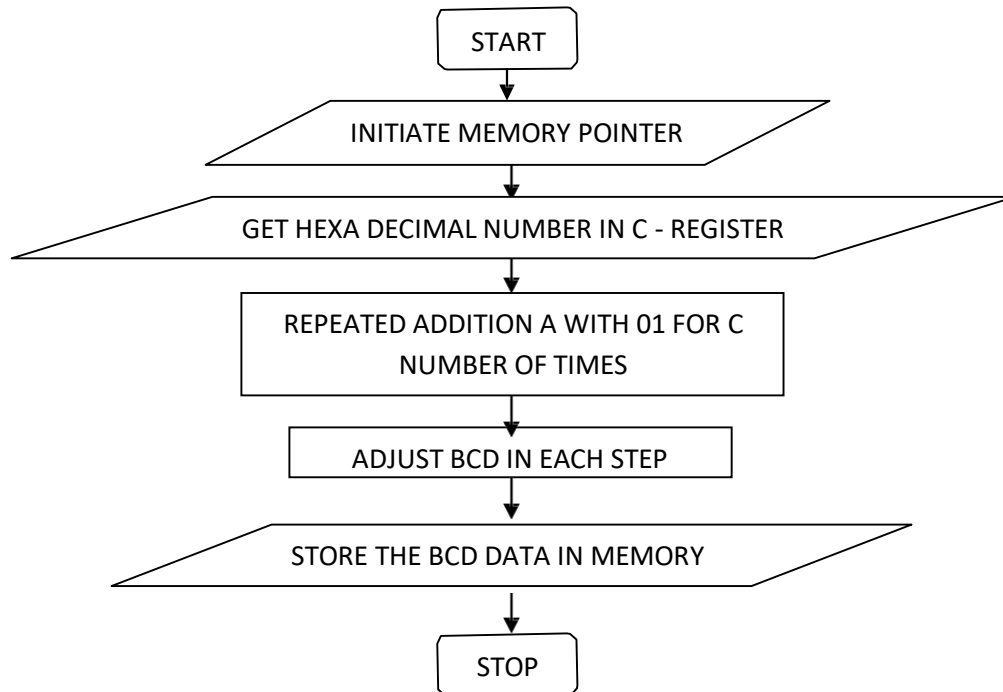 START
INITIATE MEMORY POINTER
GET HEXA DECIMAL NUMBER IN C - REGISTER
REPEATED ADDITION A WITH 01 FOR C
NUMBER OF TIMES
ADJUST BCD IN EACH STEP
STORE THE BCD DATA IN MEMORY
STOP